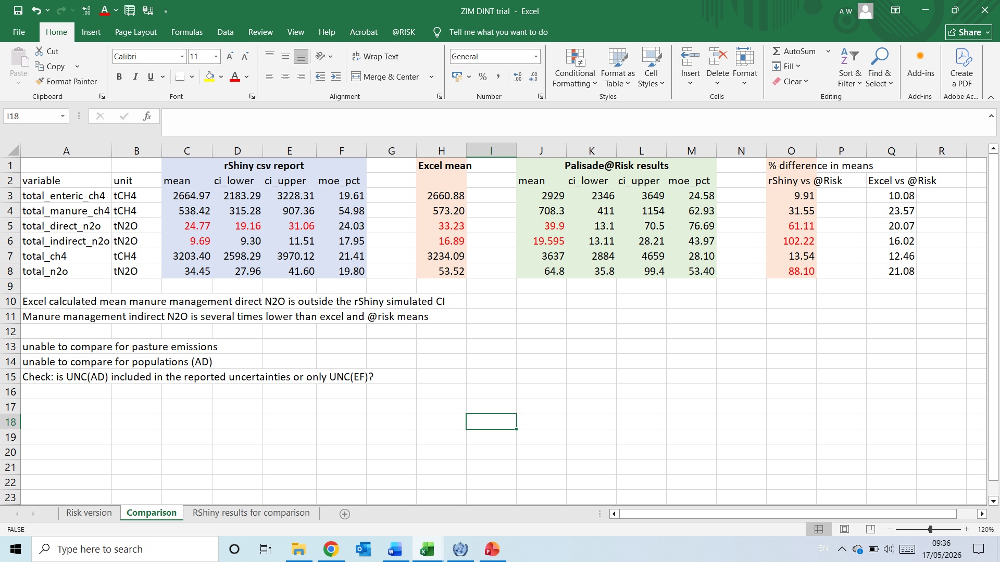 ZIM DINT trial - Excel
A W
File Home Insert Page Layout Formulas Data Review View Help Acrobat @RISK Tell me what you want to do Share
Paste Cut Copy Format Painter Clipboard
Calibri 11 B I U Font
Wrap Text Merge & Center Alignment
General % Number
Conditional Formatting Format as Table Cell Styles Styles
Insert Delete Format Cells
AutoSum Fill Clear Sort & Filter Find & Select Editing
Add-ins Add-ins
Create a PDF Adobe Ac...
I18 fx
A B C D E F G H I J K L M N O P Q R
1 rShiny csv report Excel mean Palisade@Risk results % difference in means
2 variable unit mean ci_lower ci_upper moe_pct mean ci_lower ci_upper moe_pct rShiny vs @Risk Excel vs @Risk
3 total_enteric_ch4 tCH4 2664.97 2183.29 3228.31 19.61 2660.88 2929 2346 3649 24.58 9.91 10.08
4 total_manure_ch4 tCH4 538.42 315.28 907.36 54.98 573.20 708.3 411 1154 62.93 31.55 23.57
5 total_direct_n2o tN2O 24.77 19.16 31.06 24.03 33.23 39.9 13.1 70.5 76.69 61.11 20.07
6 total_indirect_n2o tN2O 9.69 9.30 11.51 17.95 16.89 19.595 13.11 28.21 43.97 102.22 16.02
7 total_ch4 tCH4 3203.40 2598.29 3970.12 21.41 3234.09 3637 2884 4659 28.10 13.54 12.46
8 total_n2o tN2O 34.45 27.96 41.60 19.80 53.52 64.8 35.8 99.4 53.40 88.10 21.08
9
10 Excel calculated mean manure management direct N2O is outside the rShiny simulated CI
11 Manure management indirect N2O is several times lower than excel and @risk means
12
13 unable to compare for pasture emissions
14 unable to compare for populations (AD)
15 Check: is UNC(AD) included in the reported uncertainties or only UNC(EF)?
16
17
18
19
20
21
22
23
Risk version Comparison RShiny results for comparison
FALSE 120%
Type here to search EN 09:36
17/05/2026